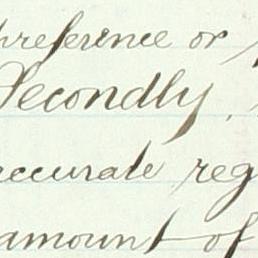 preference or
Secondly,
accurate reg
amount of